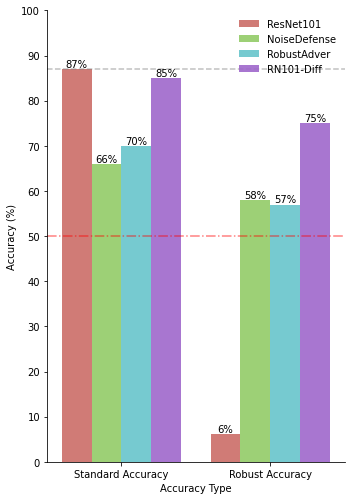 100
90
80
70
60
50
40
30
20
10
0
Accuracy (%)
ResNet101
NoiseDefense
RobustAdver
RN101-Diff
87%
66%
70%
85%
6%
58%
57%
75%
Standard Accuracy
Robust Accuracy
Accuracy Type